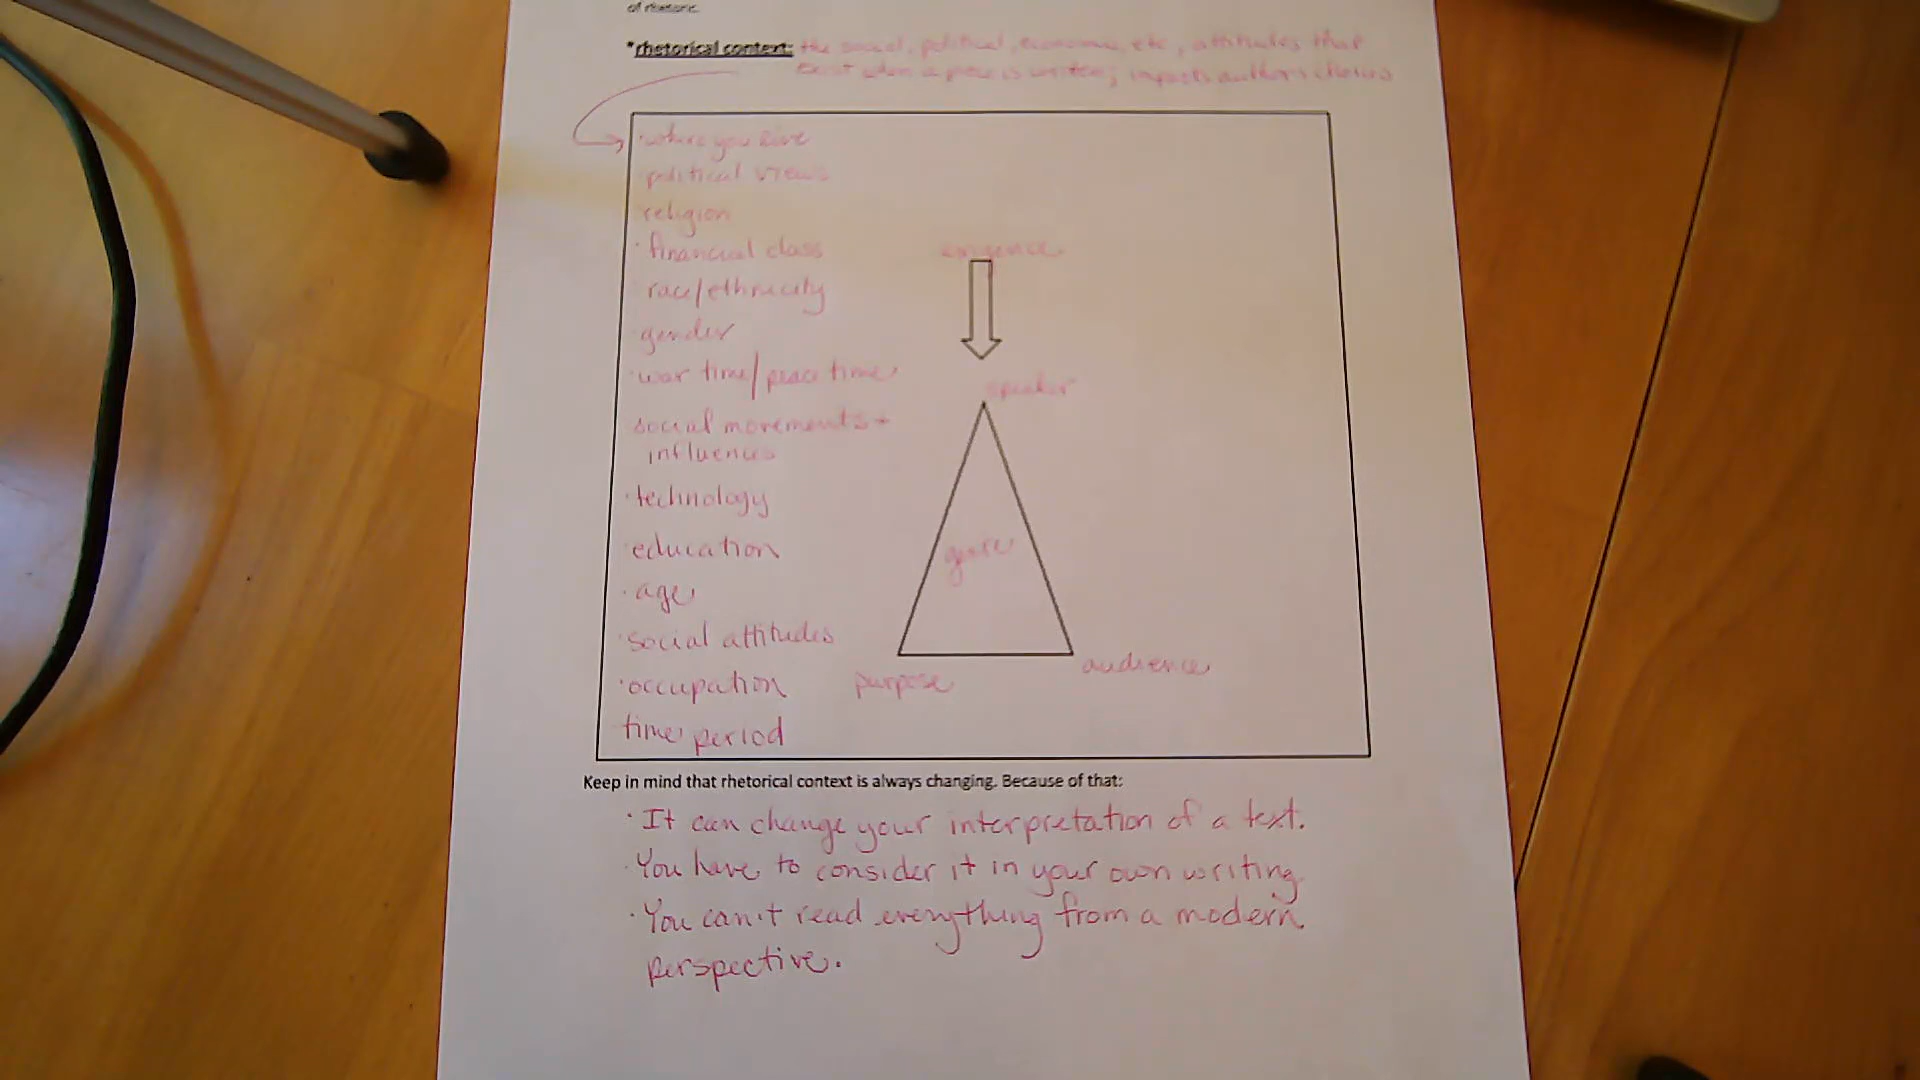 of rhetoric.
*rhetorical context: the social, political, economic, etc., attitudes that
exist when a piece is written; impacts author's choices
· where you live
political views
religion
· financial class
race/ethnicity
gender
· war time/peace time
social movements +
influences
· technology
education
· age
· social attitudes
· occupation
time period
exigence
speaker
genre
purpose
audience
Keep in mind that rhetorical context is always changing. Because of that:
· It can change your interpretation of a text.
· You have to consider it in your own writing.
· You can't read everything from a modern
perspective.